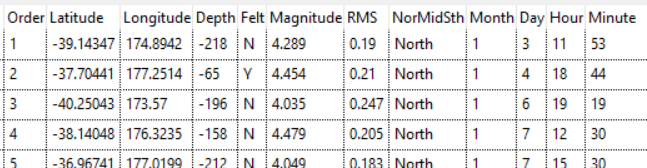 Order Latitude Longitude Depth Felt Magnitude RMS NorMidSth Month Day Hour Minute
1 -39.14347 174.8942 -218 N 4.289 0.19 North 1 3 11 53
2 -37.70441 177.2514 -65 Y 4.454 0.21 North 1 4 18 44
3 -40.25043 173.57 -196 N 4.035 0.247 North 1 6 19 19
4 -38.14048 176.3235 -158 N 4.479 0.205 North 1 7 12 30
5 -36.96741 177.0199 -212 N 4.049 0.183 North 1 7 15 30